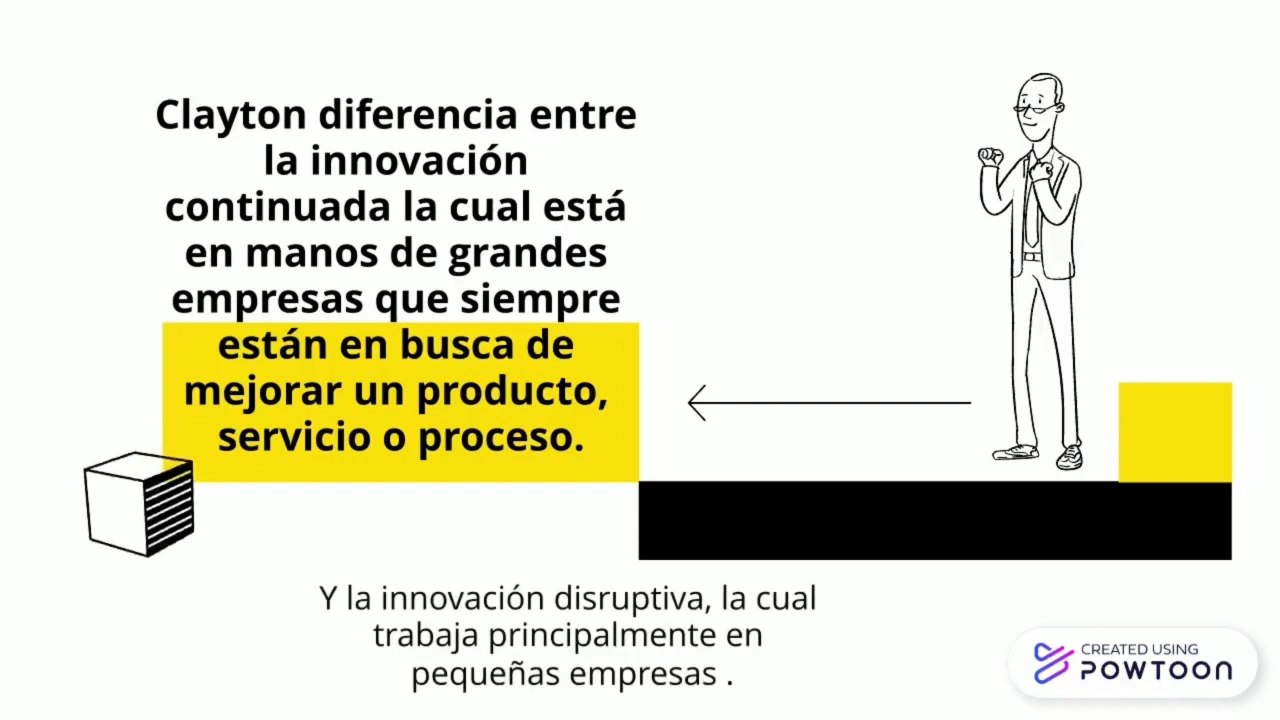 Clayton diferencia entre
la innovación
continuada la cual está
en manos de grandes
empresas que siempre
están en busca de
mejorar un producto,
servicio o proceso.
Y la innovación disruptiva, la cual
trabaja principalmente en
pequeñas empresas .
CREATED USING
POWTOON